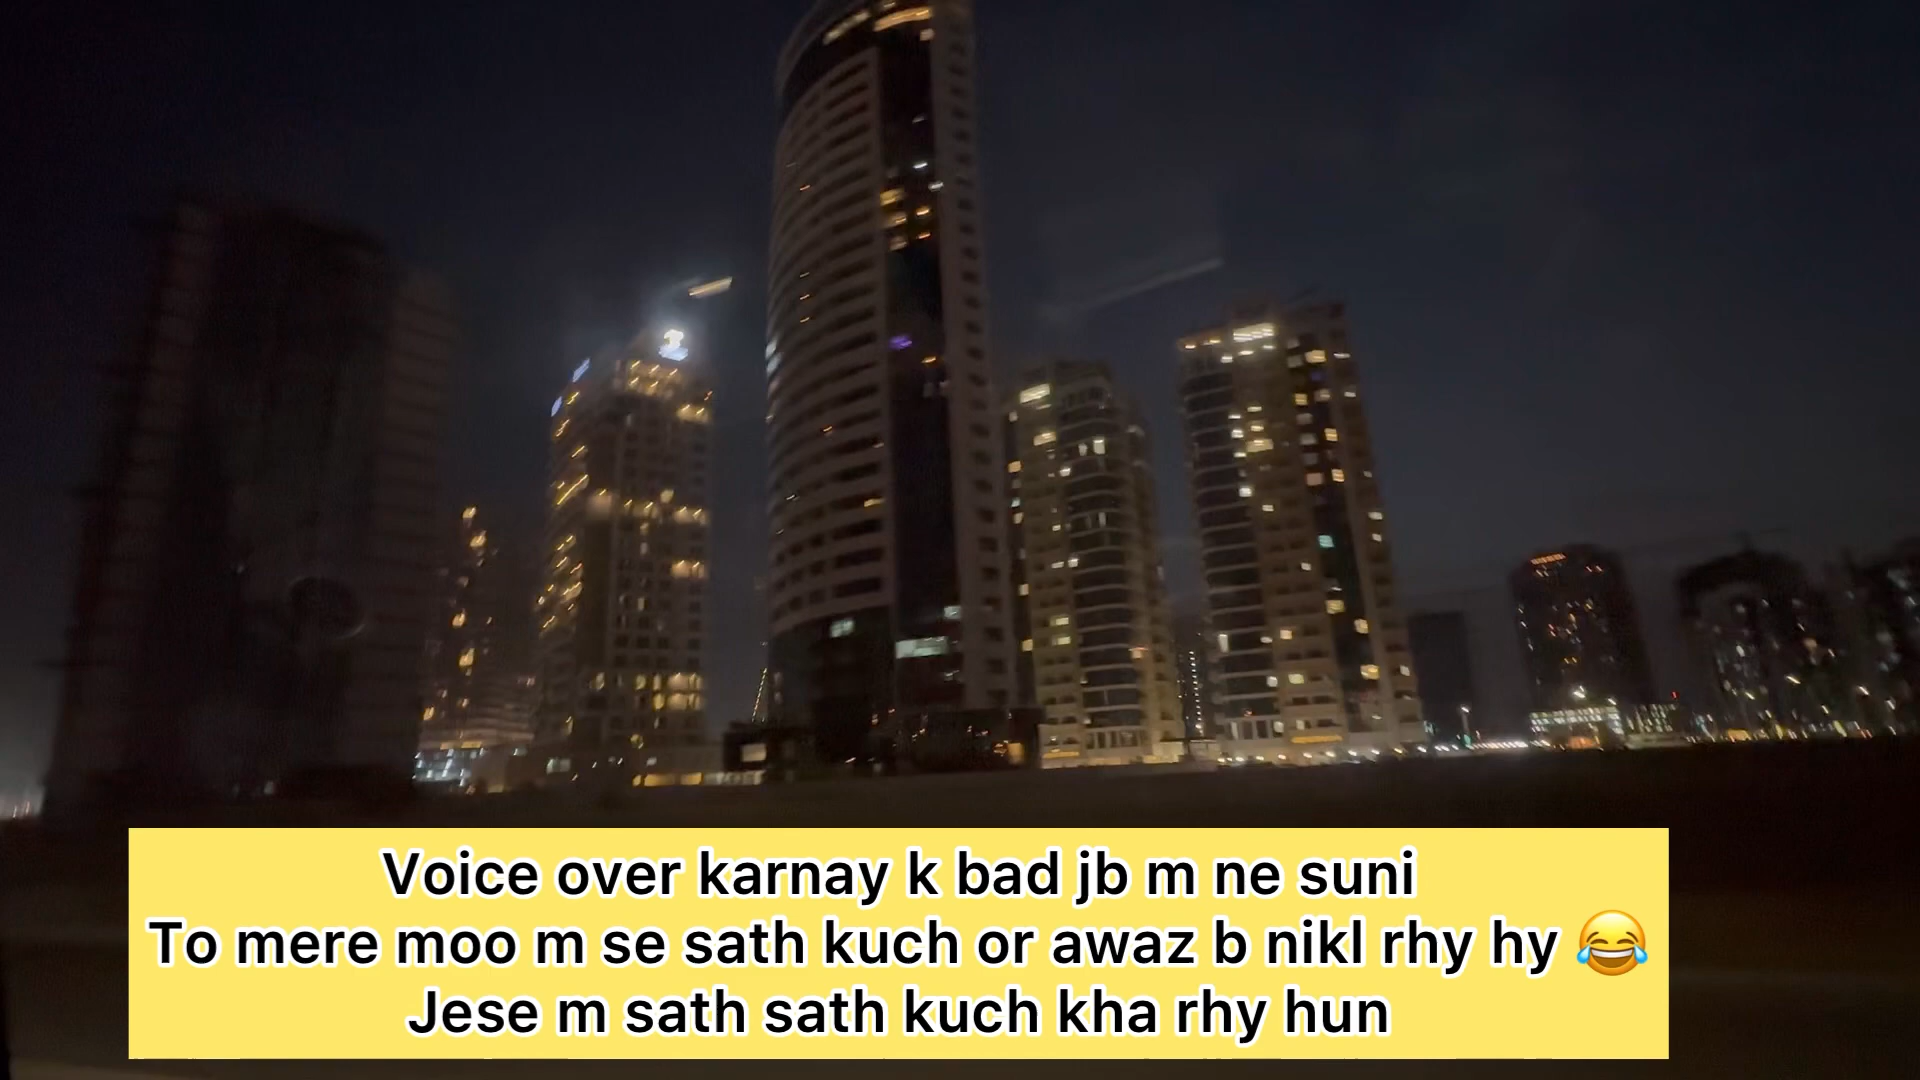 Voice over karnay k bad jb m ne suni
To mere moo m se sath kuch or awaz b nikl rhy hy 😂
Jese m sath sath kuch kha rhy hun